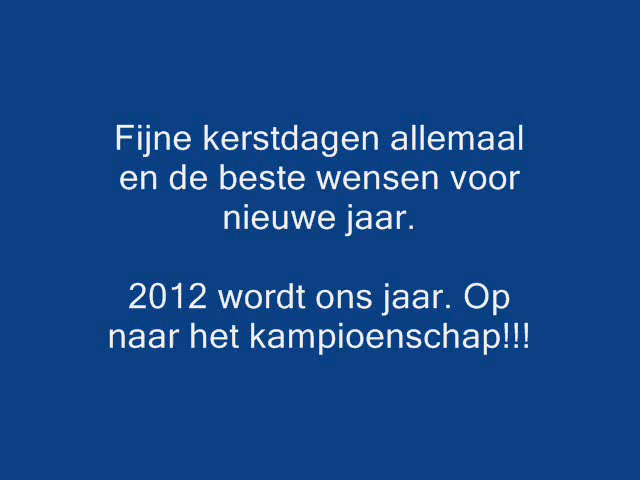 Fijne kerstdagen allemaal
en de beste wensen voor
nieuwe jaar.
2012 wordt ons jaar. Op
naar het kampioenschap!!!